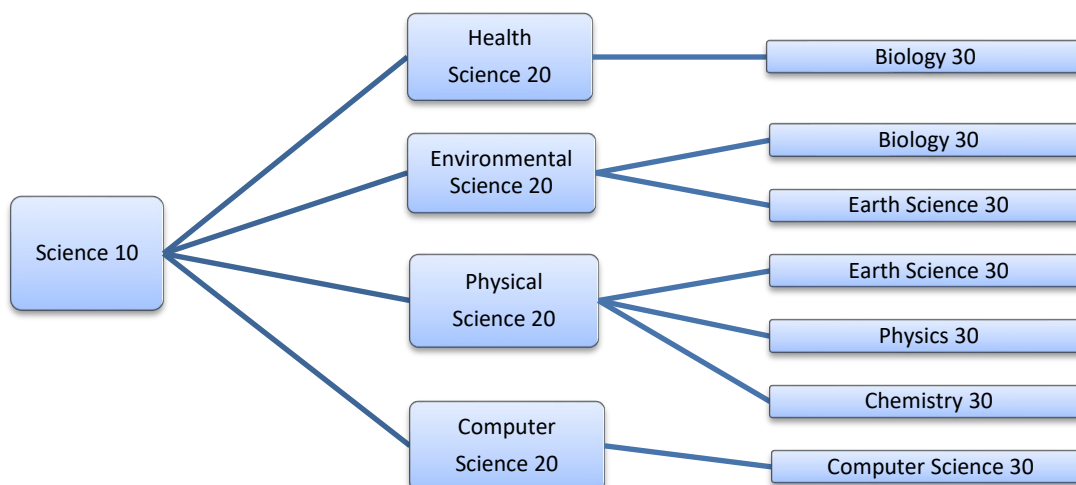 Health
Science 20
Biology 30
Environmental
Science 20
Biology 30
Earth Science 30
Science 10
Physical
Science 20
Earth Science 30
Physics 30
Chemistry 30
Computer
Science 20
Computer Science 30